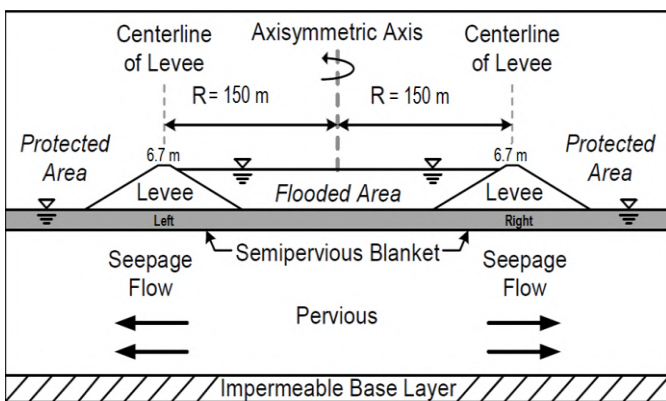 Centerline
of Levee
Axisymmetric Axis
Centerline
of Levee
R = 150 m
R = 150 m
Protected
Area
6.7 m
6.7 m
Protected
Area
Levee
Flooded Area
Levee
Left
Right
Semipervious Blanket
Seepage
Flow
Seepage
Flow
Pervious
Impermeable Base Layer